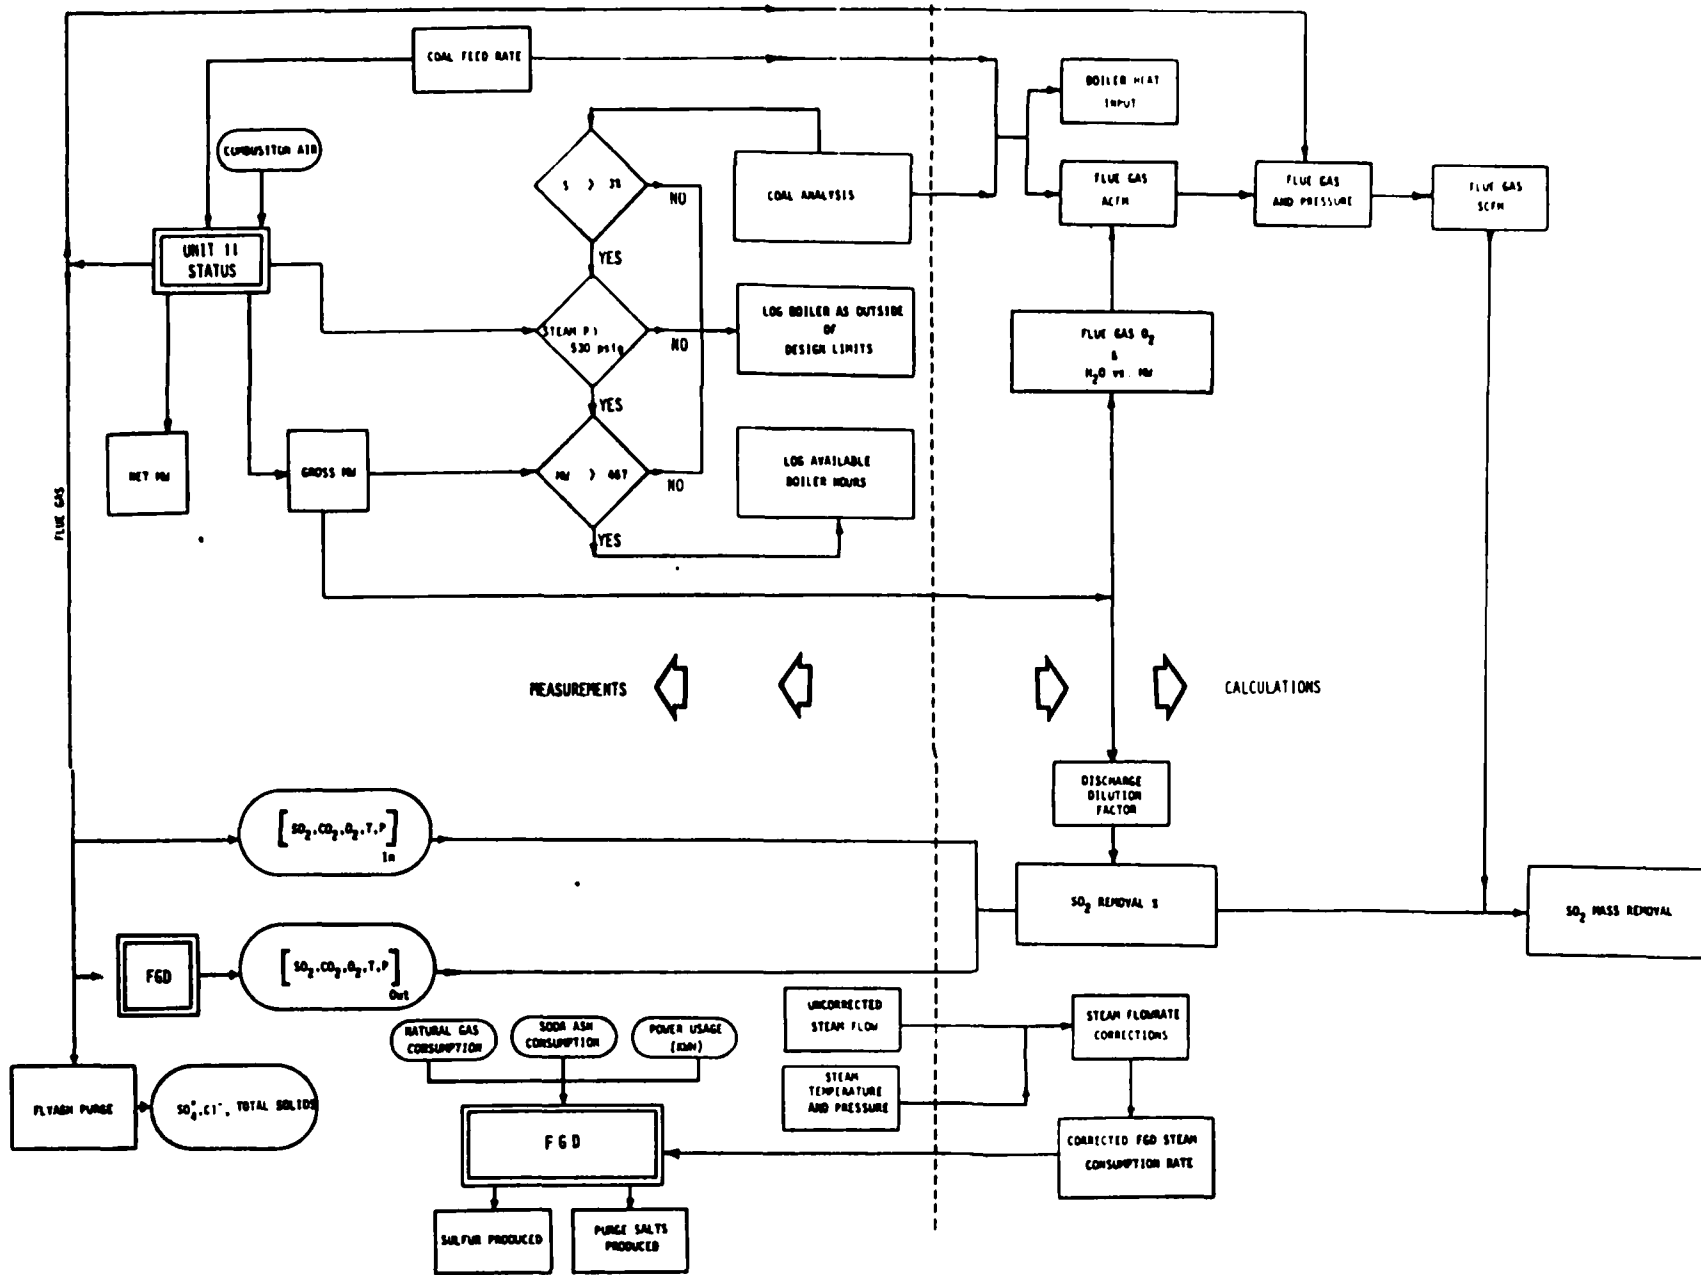 COAL FEED RATE
BOILER HEAT
INPUT
COMBUSITON AIR
S > 3%
NO
COAL ANALYSIS
FLUE GAS
ACFM
FLUE GAS
AND PRESSURE
FLUE GAS
SCFM
UNIT 11
STATUS
YES
STEAM P >
530 psig
NO
LOG BOILER AS OUTSIDE
OF
DESIGN LIMITS
FLUE GAS O2
&
H2O vs. MW
YES
NET MW
GROSS MW
MW > 467
NO
LOG AVAILABLE
BOILER HOURS
FLUE GAS
YES
MEASUREMENTS
CALCULATIONS
DISCHARGE
DILUTION
FACTOR
[SO2,CO2,O2,T,P]
In
SO2 REMOVAL %
SO2 MASS REMOVAL
FGD
[SO2,CO2,O2,T,P]
Out
NATURAL GAS
CONSUMPTION
SODA ASH
CONSUMPTION
POWER USAGE
(KWH)
UNCORRECTED
STEAM FLOW
STEAM FLOWRATE
CORRECTIONS
STEAM
TEMPERATURE
AND PRESSURE
FLYASH PURGE
SO4=,Cl-, TOTAL SOLIDS
FGD
CORRECTED FGD STEAM
CONSUMPTION RATE
SULFUR PRODUCED
PURGE SALTS
PRODUCED